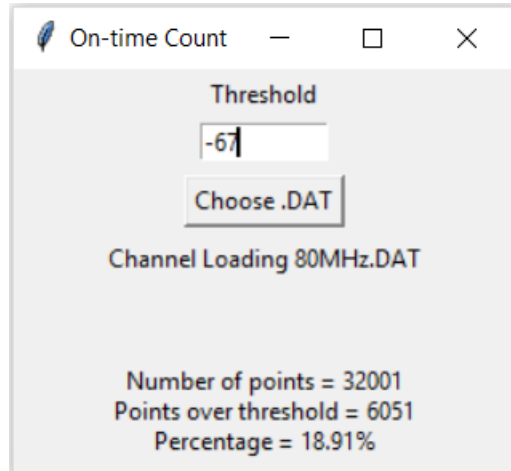 On-time Count
Threshold
-67
Choose .DAT
Channel Loading 80MHz.DAT
Number of points = 32001
Points over threshold = 6051
Percentage = 18.91%